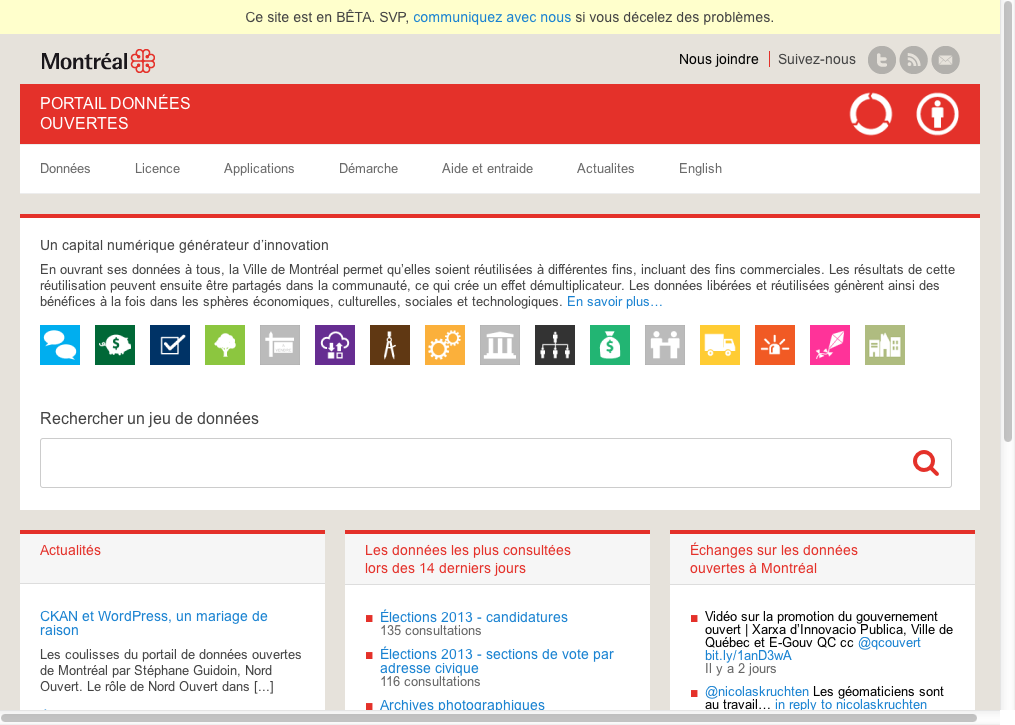 Ce site est en BÊTA. SVP, communiquez avec nous si vous décelez des problèmes.
Montréal
Nous joindre
Suivez-nous
PORTAIL DONNÉES
OUVERTES
Données
Licence
Applications
Démarche
Aide et entraide
Actualites
English
Un capital numérique générateur d'innovation
En ouvrant ses données à tous, la Ville de Montréal permet qu'elles soient réutilisées à différentes fins, incluant des fins commerciales. Les résultats de cette
réutilisation peuvent ensuite être partagés dans la communauté, ce qui crée un effet démultiplicateur. Les données libérées et réutilisées génèrent ainsi des
bénéfices à la fois dans les sphères économiques, culturelles, sociales et technologiques. En savoir plus…
Rechercher un jeu de données
Actualités
CKAN et WordPress, un mariage de
raison
Les coulisses du portail de données ouvertes
de Montréal par Stéphane Guidoin, Nord
Ouvert. Le rôle de Nord Ouvert dans [...]
Les données les plus consultées
lors des 14 derniers jours
Élections 2013 - candidatures
135 consultations
Élections 2013 - sections de vote par
adresse civique
116 consultations
Archives photographiques
Échanges sur les données
ouvertes à Montréal
Vidéo sur la promotion du gouvernement
ouvert | Xarxa d'Innovacio Publica, Ville de
Québec et E-Gouv QC cc @qcouvert
bit.ly/1anD3wA
Il y a 2 jours
@nicolaskruchten Les géomaticiens sont
au travail… in reply to nicolaskruchten